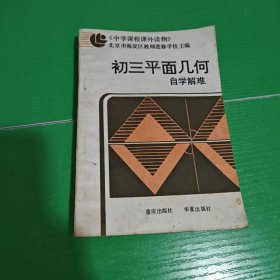 《中学课程课外读物》
北京市海淀区教师进修学校主编
初三平面几何
自学解难
重庆出版社 华夏出版社